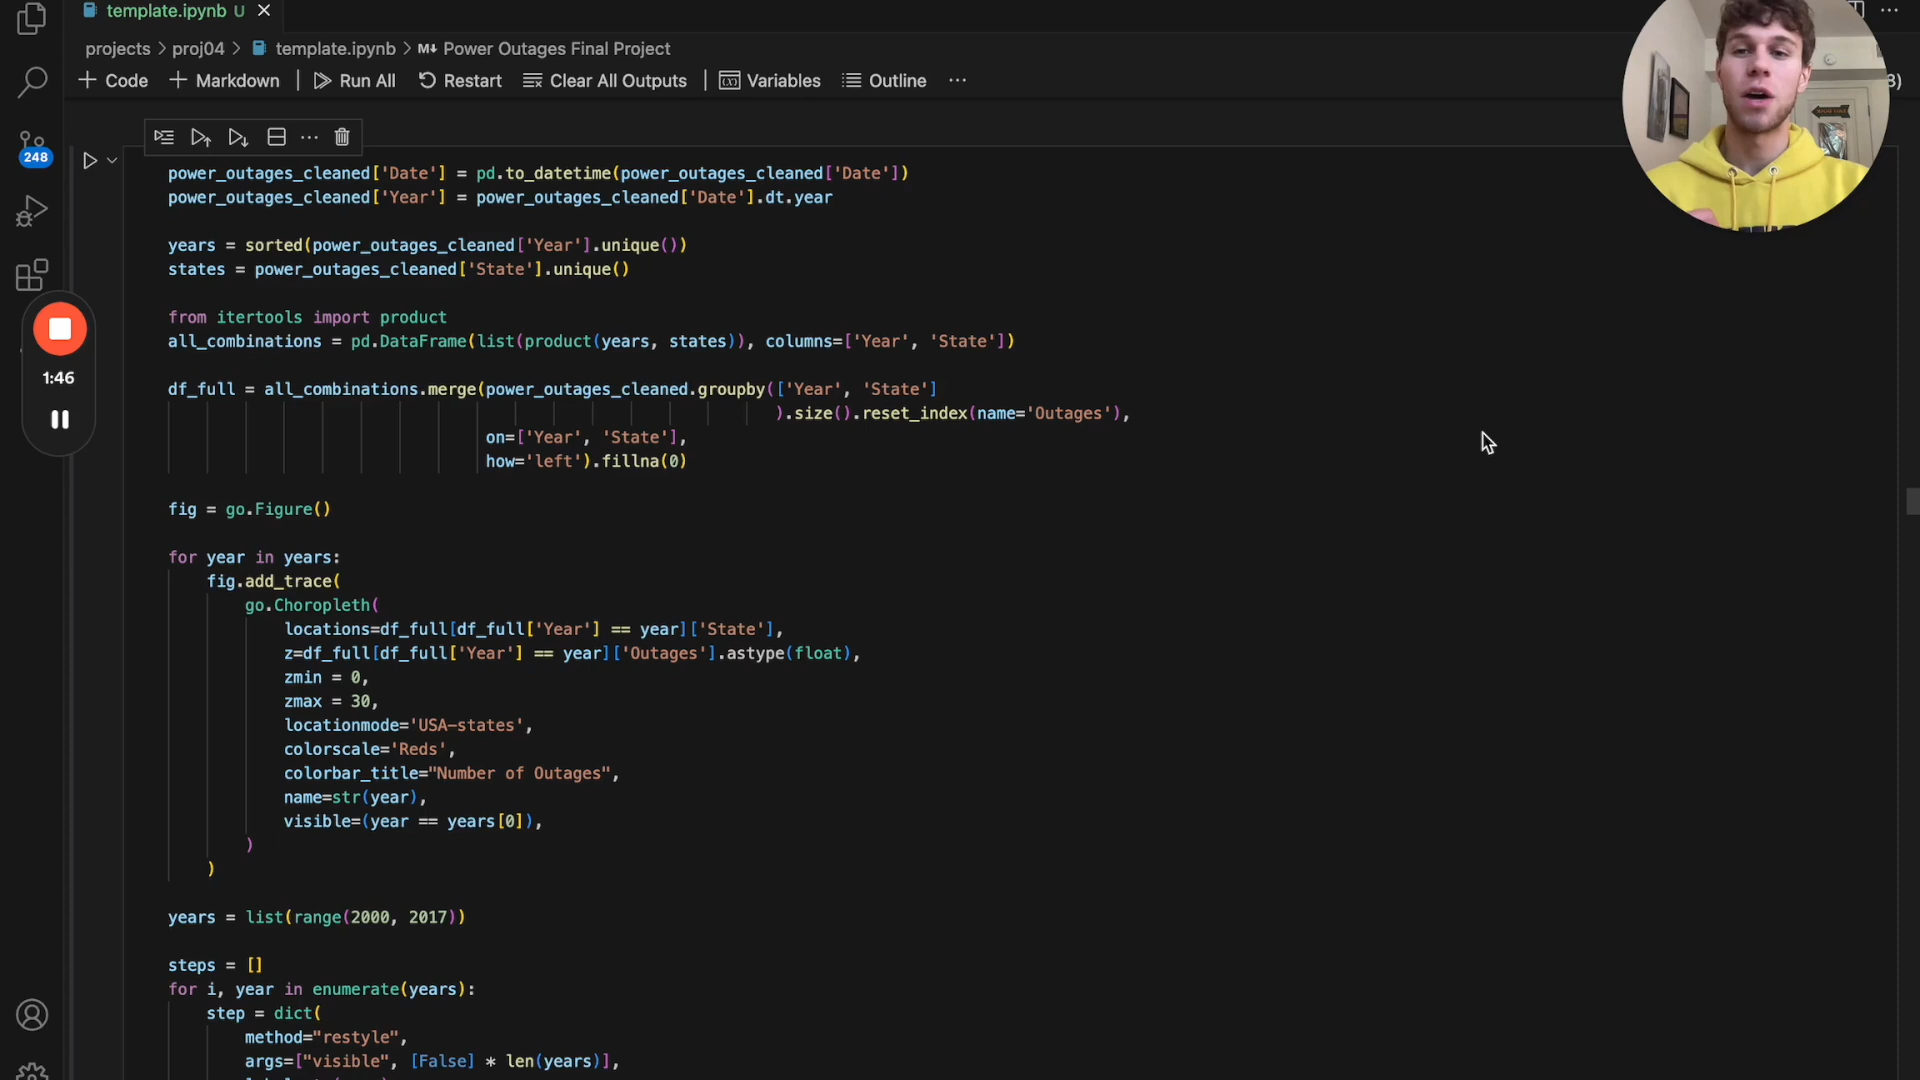 template.ipynb U
projects > proj04 > template.ipynb > M↓ Power Outages Final Project
+ Code + Markdown | Run All Restart Clear All Outputs | Variables Outline ···
3)
248
1:46
power_outages_cleaned['Date'] = pd.to_datetime(power_outages_cleaned['Date'])
power_outages_cleaned['Year'] = power_outages_cleaned['Date'].dt.year
years = sorted(power_outages_cleaned['Year'].unique())
states = power_outages_cleaned['State'].unique()
from itertools import product
all_combinations = pd.DataFrame(list(product(years, states)), columns=['Year', 'State'])
df_full = all_combinations.merge(power_outages_cleaned.groupby(['Year', 'State']
).size().reset_index(name='Outages'),
on=['Year', 'State'],
how='left').fillna(0)
fig = go.Figure()
for year in years:
fig.add_trace(
go.Choropleth(
locations=df_full[df_full['Year'] == year]['State'],
z=df_full[df_full['Year'] == year]['Outages'].astype(float),
zmin = 0,
zmax = 30,
locationmode='USA-states',
colorscale='Reds',
colorbar_title="Number of Outages",
name=str(year),
visible=(year == years[0]),
)
)
years = list(range(2000, 2017))
steps = []
for i, year in enumerate(years):
step = dict(
method="restyle",
args=["visible", [False] * len(years)],